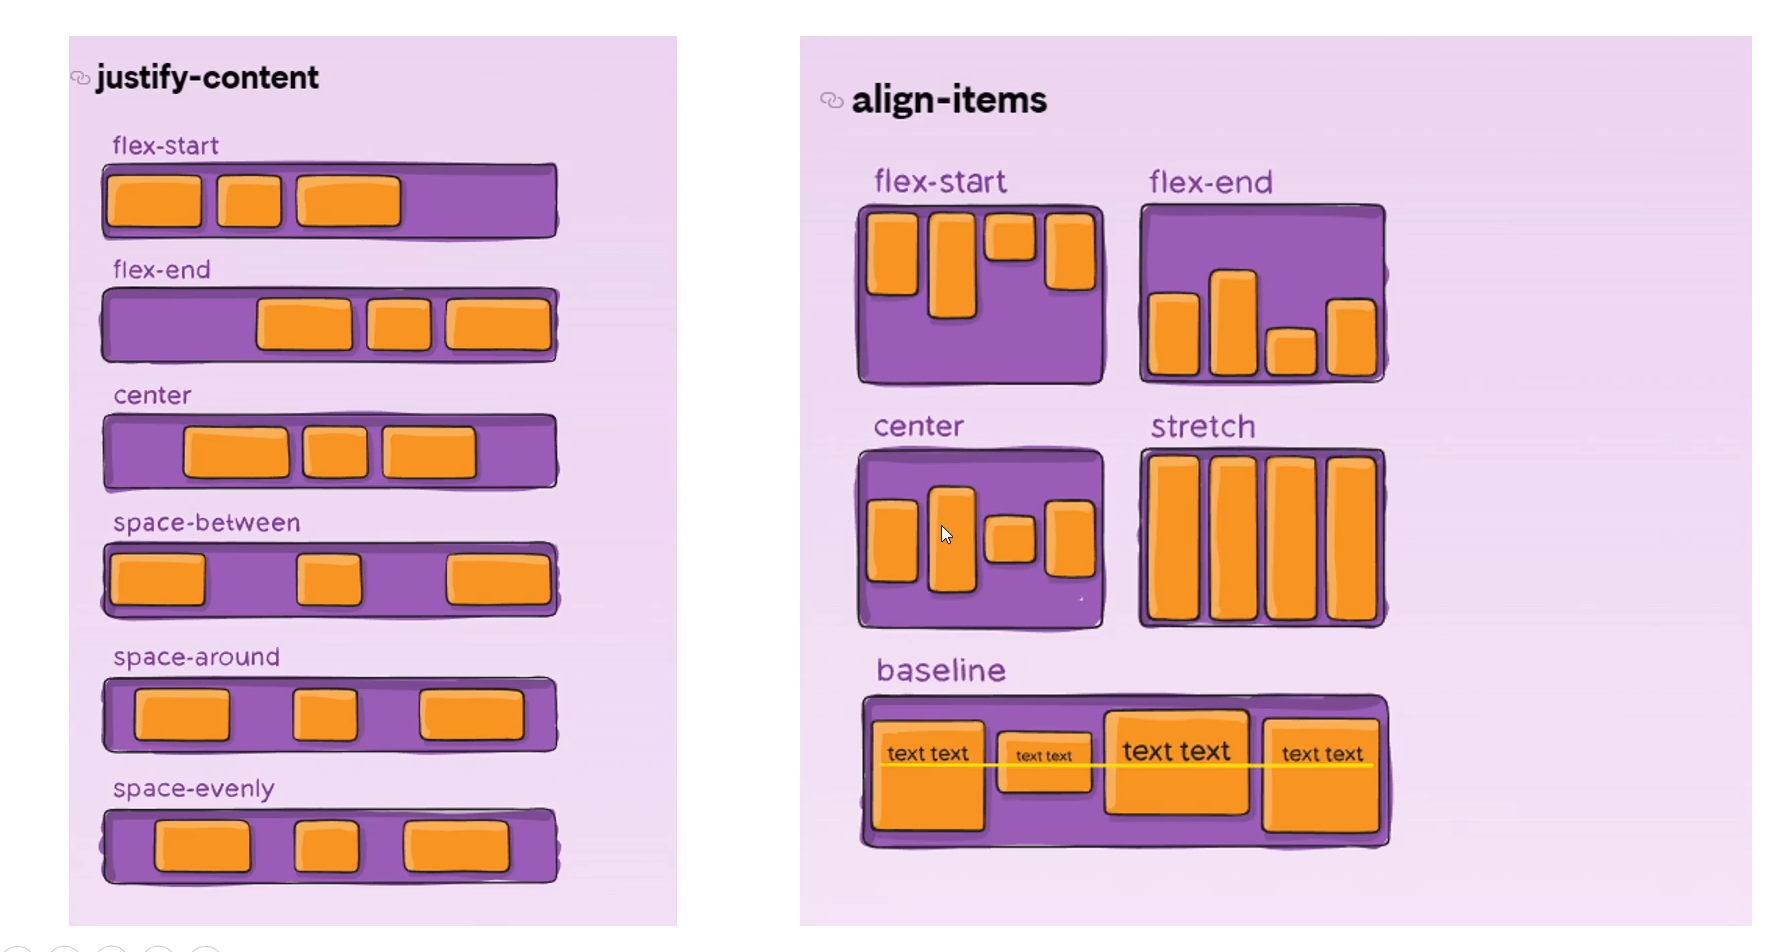 justify-content
flex-start
flex-end
center
space-between
space-around
space-evenly
align-items
flex-start
flex-end
center
stretch
baseline
text text
text text
text text
text text